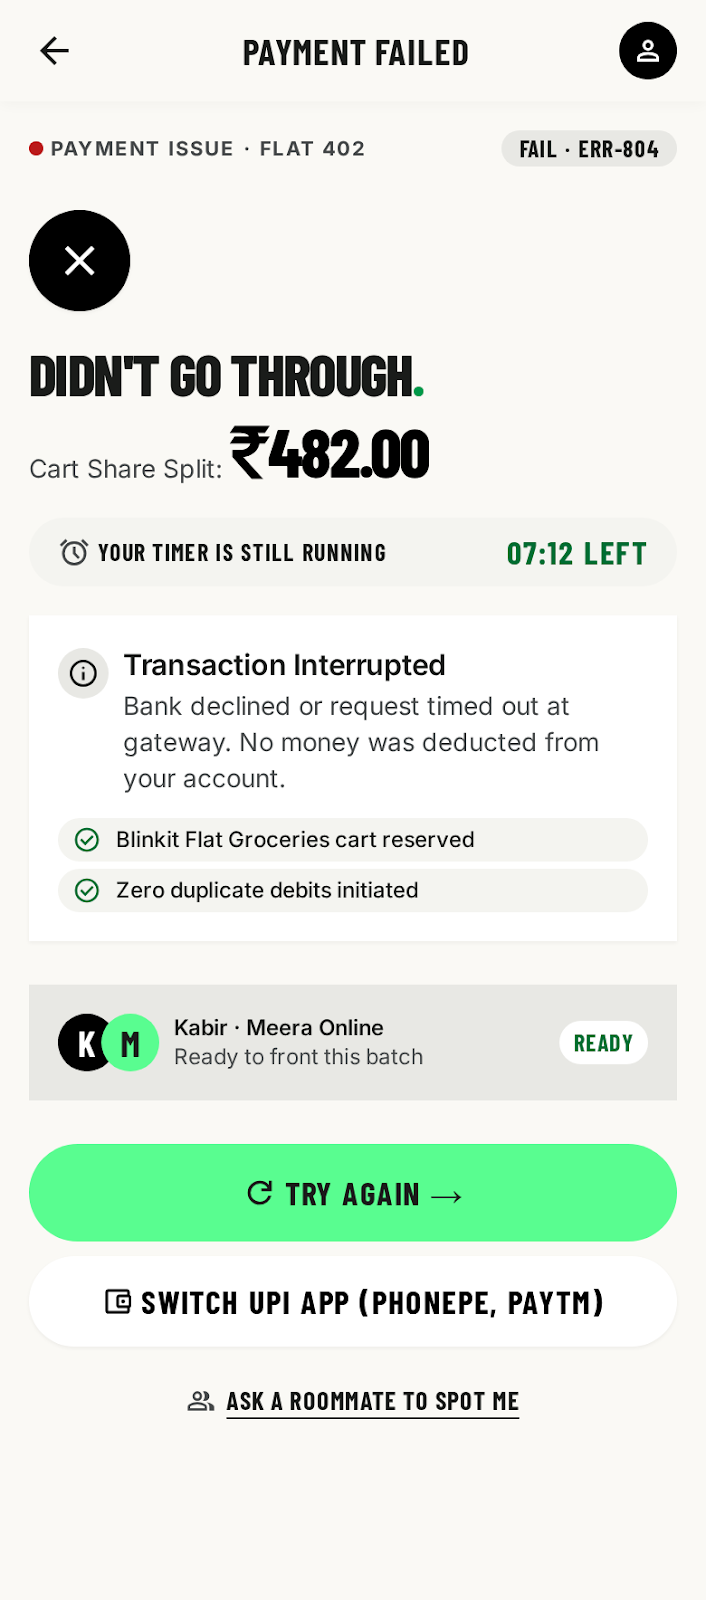 PAYMENT FAILED
PAYMENT ISSUE · FLAT 402
FAIL · ERR-804
DIDN'T GO THROUGH.
Cart Share Split: ₹482.00
YOUR TIMER IS STILL RUNNING
07:12 LEFT
Transaction Interrupted
Bank declined or request timed out at
gateway. No money was deducted from
your account.
Blinkit Flat Groceries cart reserved
Zero duplicate debits initiated
K M
Kabir · Meera Online
Ready to front this batch
READY
TRY AGAIN →
SWITCH UPI APP (PHONEPE, PAYTM)
ASK A ROOMMATE TO SPOT ME